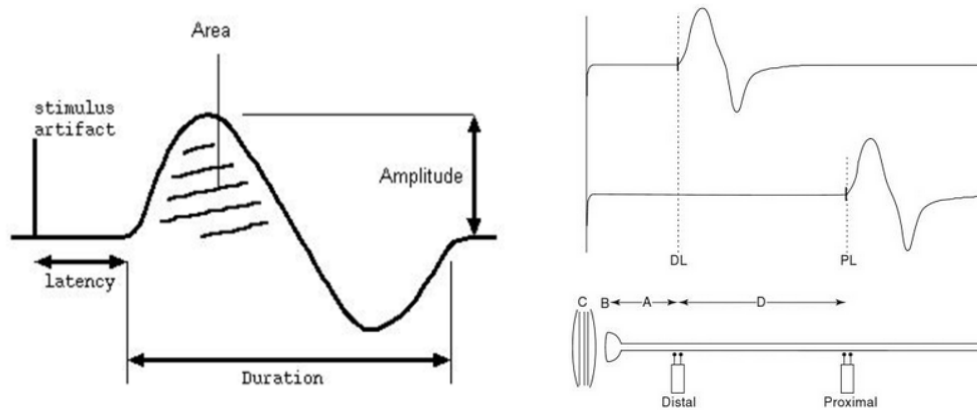 Area
stimulus
artifact
Amplitude
latency
Duration
DL
PL
C
B
A
D
Distal
Proximal